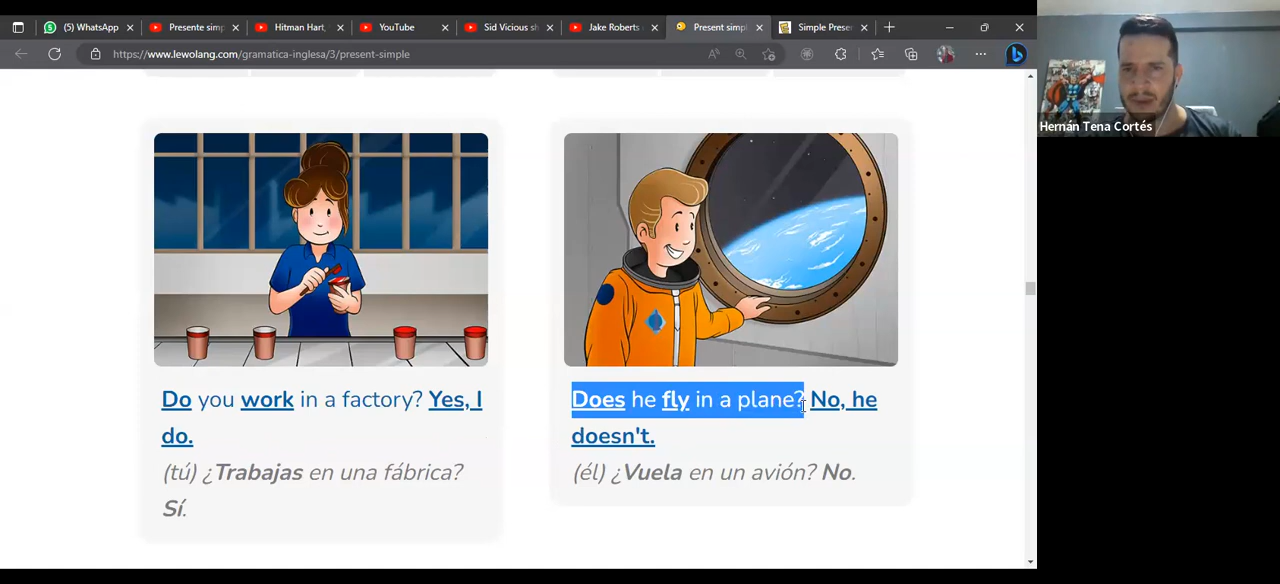 (5) WhatsApp
Presente simp
Hitman Hart,
YouTube
Sid Vicious sh
Jake Roberts
Present simpl
Simple Preser
https://www.lewolang.com/gramatica-inglesa/3/present-simple
Hernán Tena Cortés
Do you work in a factory? Yes, I
do.
(tú) ¿Trabajas en una fábrica?
Sí.
Does he fly in a plane? No, he
doesn't.
(él) ¿Vuela en un avión? No.